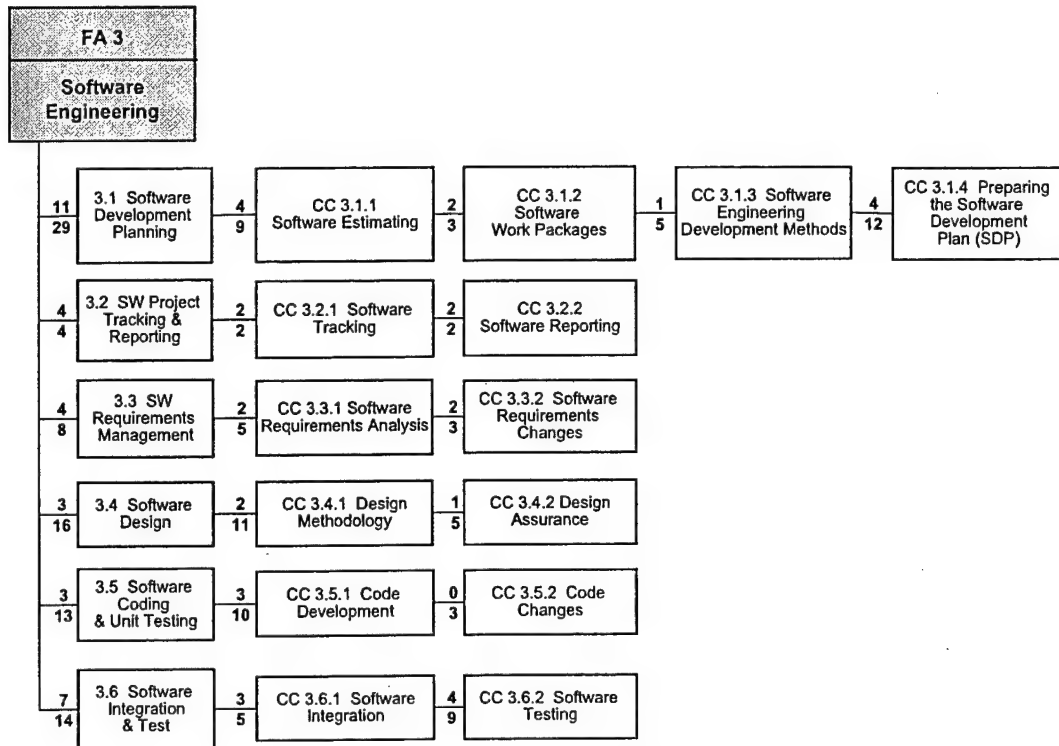 FA 3
Software
Engineering
11
29
3.1 Software
Development
Planning
4
9
CC 3.1.1
Software Estimating
2
3
CC 3.1.2
Software
Work Packages
1
5
CC 3.1.3 Software
Engineering
Development Methods
4
12
CC 3.1.4 Preparing
the Software
Development
Plan (SDP)
4
4
3.2 SW Project
Tracking &
Reporting
2
2
CC 3.2.1 Software
Tracking
2
2
CC 3.2.2
Software Reporting
4
8
3.3 SW
Requirements
Management
2
5
CC 3.3.1 Software
Requirements Analysis
2
3
CC 3.3.2 Software
Requirements
Changes
3
16
3.4 Software
Design
2
11
CC 3.4.1 Design
Methodology
1
5
CC 3.4.2 Design
Assurance
3
13
3.5 Software
Coding
& Unit Testing
3
10
CC 3.5.1 Code
Development
0
3
CC 3.5.2 Code
Changes
7
14
3.6 Software
Integration
& Test
3
5
CC 3.6.1 Software
Integration
4
9
CC 3.6.2 Software
Testing